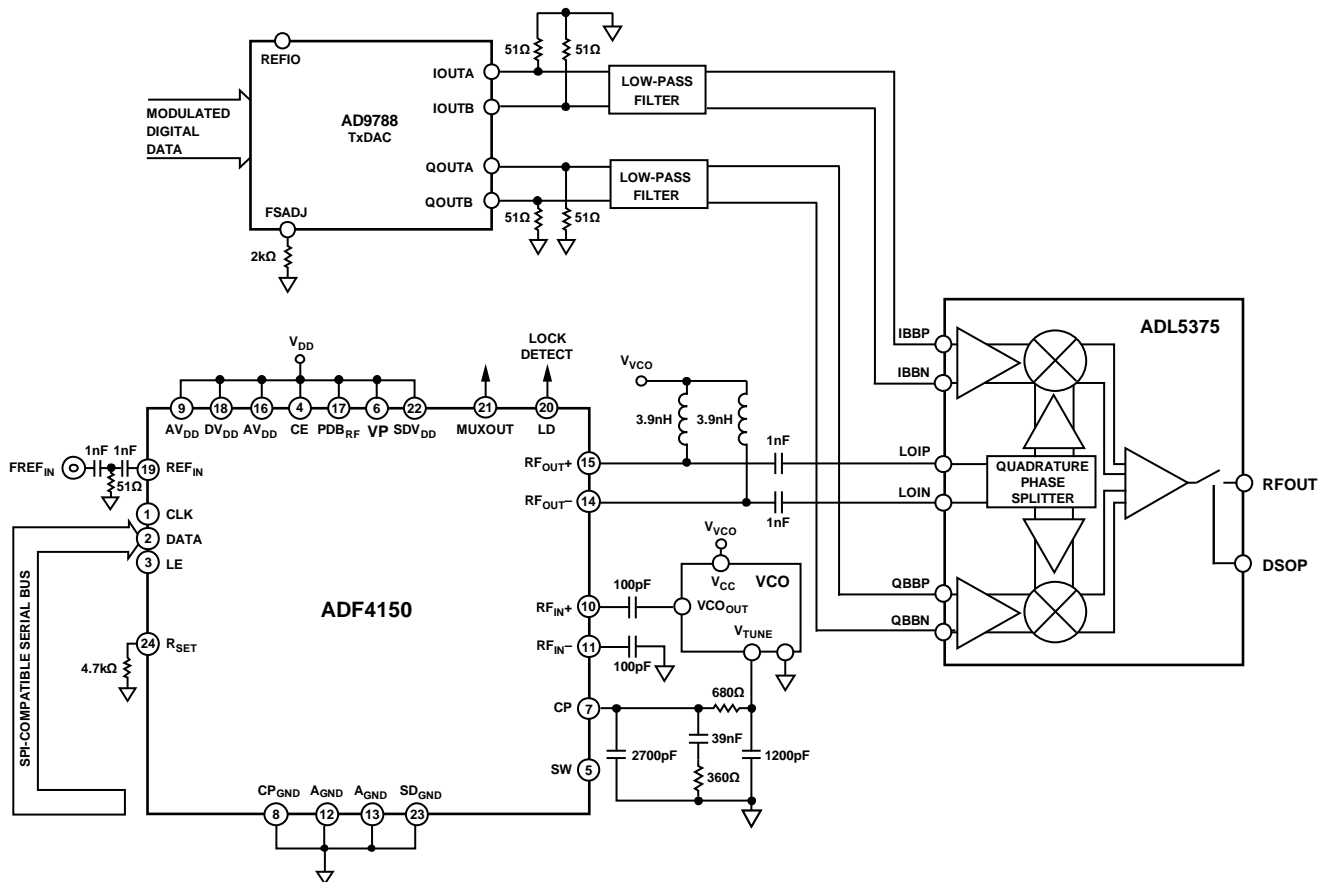 REFIO
MODULATED
DIGITAL
DATA
AD9788
TxDAC
IOUTA
IOUTB
QOUTA
QOUTB
FSADJ
2kΩ
51Ω
51Ω
LOW-PASS
FILTER
LOW-PASS
FILTER
51Ω
51Ω
ADL5375
IBBP
IBBN
LOIP
LOIN
QBBP
QBBN
QUADRATURE
PHASE
SPLITTER
RFOUT
DSOP
VDD
LOCK
DETECT
9
18
16
4
17
6
22
21
20
AVDD
DVDD
AVDD
CE
PDBRF
VP
SDVDD
MUXOUT
LD
FREFIN
1nF
1nF
51Ω
19
REFIN
1
CLK
2
DATA
3
LE
SPI-COMPATIBLE SERIAL BUS
24
RSET
4.7kΩ
ADF4150
VVCO
3.9nH
3.9nH
RFOUT+
15
1nF
RFOUT−
14
1nF
VVCO
VCC
VCO
VCOOUT
VTUNE
RFIN+
10
100pF
RFIN−
11
100pF
CP
7
680Ω
2700pF
39nF
360Ω
1200pF
SW
5
CPGND
AGND
AGND
SDGND
8
12
13
23